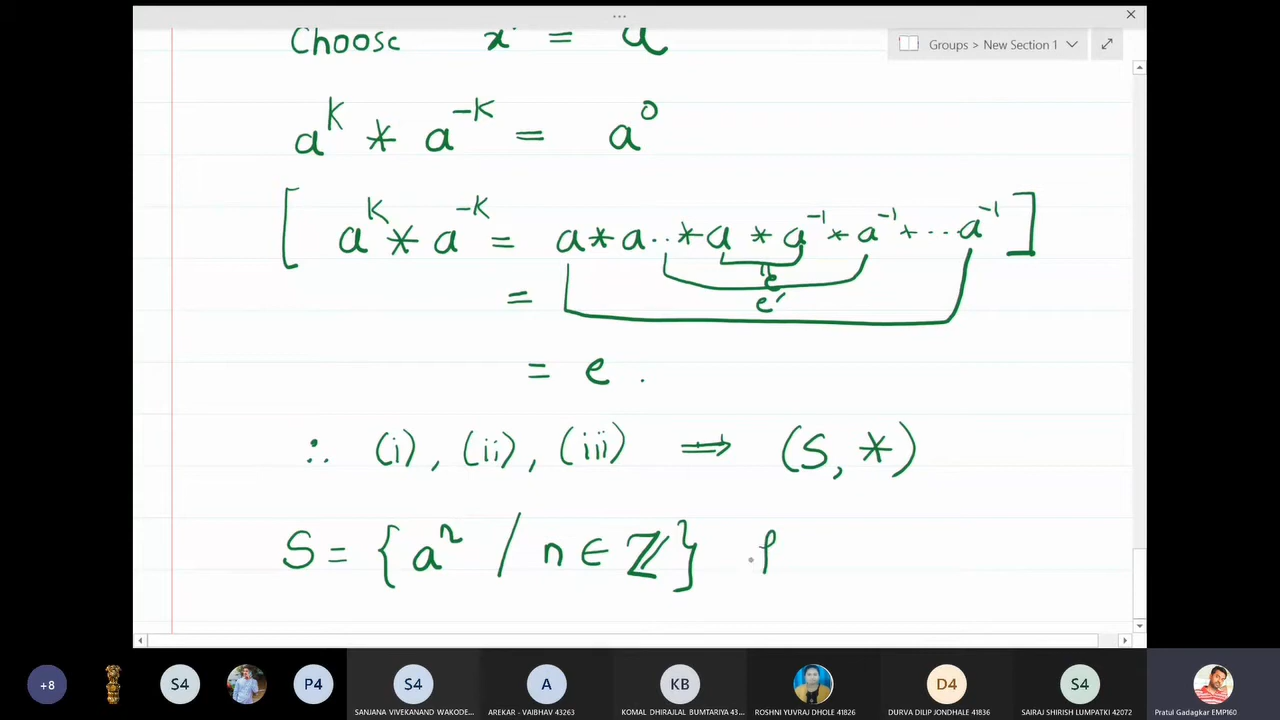 Choose x = a
Groups > New Section 1
a^K * a^-K = a^0
[ a^K * a^-K = a * a .. * a * a^-1 * a^-1 * ... a^-1 ]
e
= e
= e .
∴ (i), (ii), (iii) ⟹ (S, *)
S = { a^n / n ∈ ℤ }
+8
S4
P4
S4
A
KB
D4
S4
SANJANA VIVEKANAND WAKODE...
AREKAR - VAIBHAV 43263
KOMAL DHIRAJLAL BUMTARIYA 43...
ROSHNI YUVRAJ DHOLE 41826
DURVA DILIP JONDHALE 41836
SAIRAJ SHIRISH LUMPATKI 42072
Pratul Gadagkar EMP160